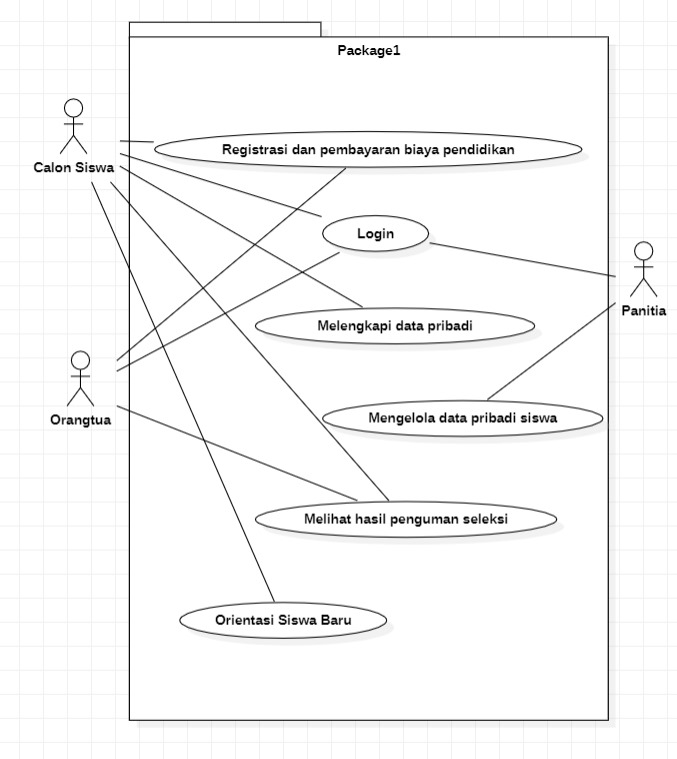 Package1
Calon Siswa
Registrasi dan pembayaran biaya pendidikan
Login
Panitia
Melengkapi data pribadi
Orangtua
Mengelola data pribadi siswa
Melihat hasil penguman seleksi
Orientasi Siswa Baru